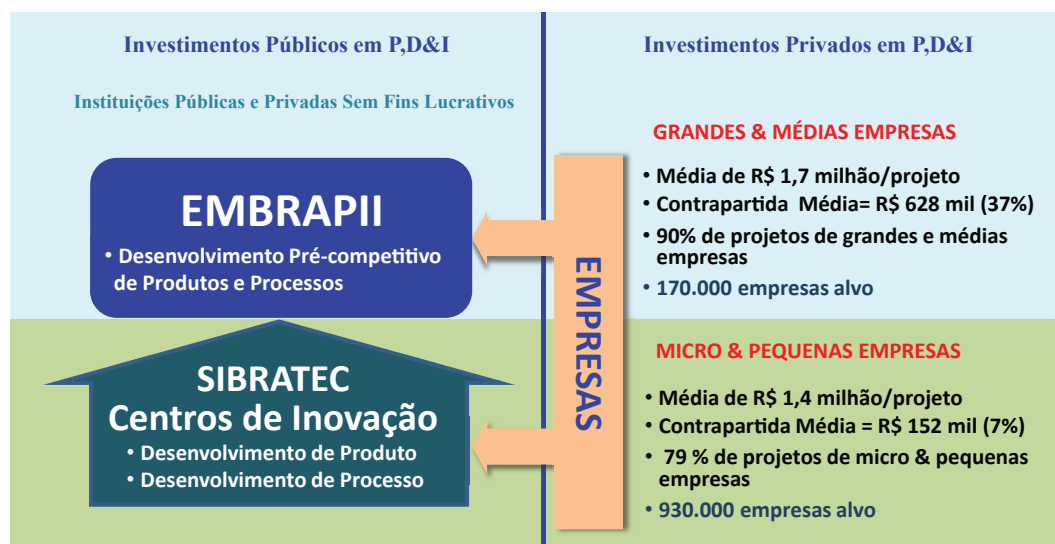 Investimentos Públicos em P,D&I
Instituições Públicas e Privadas Sem Fins Lucrativos
EMBRAPII
• Desenvolvimento Pré-competitivo
de Produtos e Processos
SIBRATEC
Centros de Inovação
• Desenvolvimento de Produto
• Desenvolvimento de Processo
EMPRESAS
Investimentos Privados em P,D&I
GRANDES & MÉDIAS EMPRESAS
• Média de R$ 1,7 milhão/projeto
• Contrapartida Média= R$ 628 mil (37%)
• 90% de projetos de grandes e médias
empresas
• 170.000 empresas alvo
MICRO & PEQUENAS EMPRESAS
• Média de R$ 1,4 milhão/projeto
• Contrapartida Média = R$ 152 mil (7%)
• 79 % de projetos de micro & pequenas
empresas
• 930.000 empresas alvo